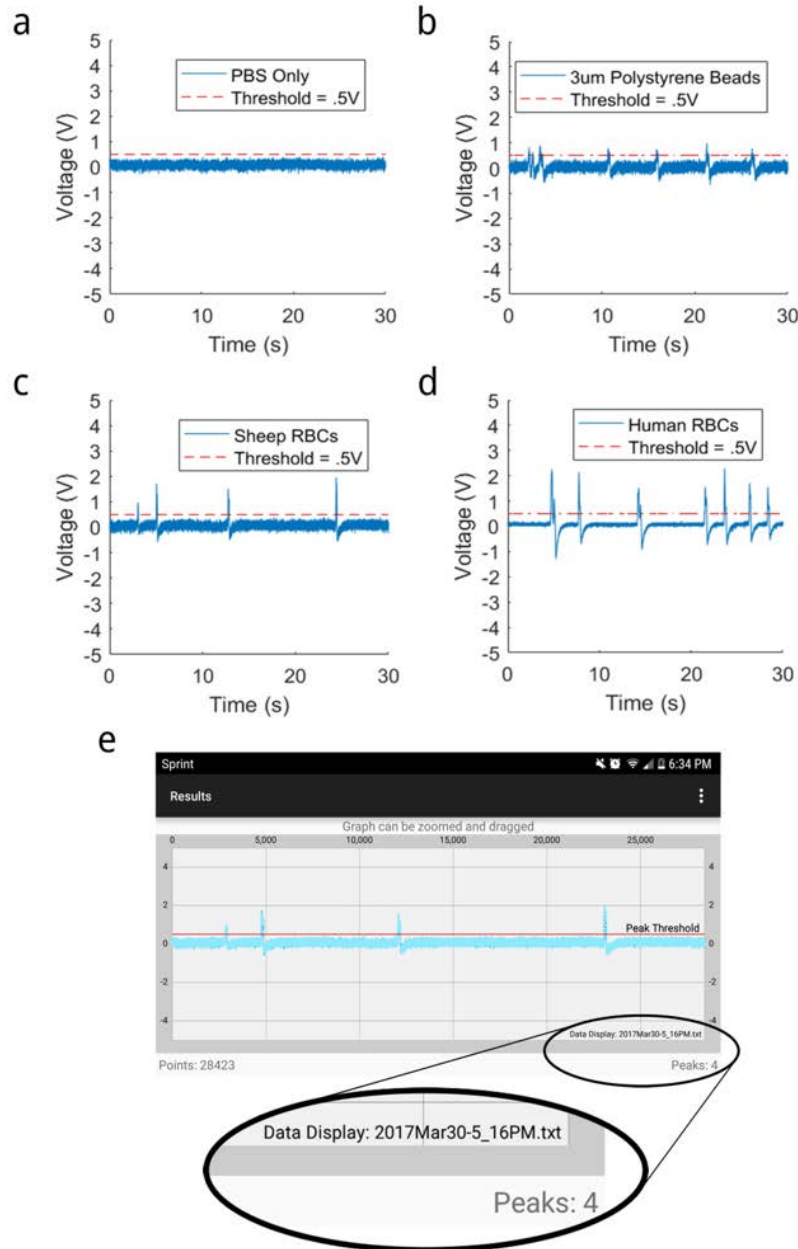 a
5
4
3
2
1
0
-1
-2
-3
-4
-5
Voltage (V)
PBS Only
Threshold = .5V
0 10 20 30
Time (s)
b
5
4
3
2
1
0
-1
-2
-3
-4
-5
Voltage (V)
3um Polystyrene Beads
Threshold = .5V
0 10 20 30
Time (s)
c
5
4
3
2
1
0
-1
-2
-3
-4
-5
Voltage (V)
Sheep RBCs
Threshold = .5V
0 10 20 30
Time (s)
d
5
4
3
2
1
0
-1
-2
-3
-4
-5
Voltage (V)
Human RBCs
Threshold = .5V
0 10 20 30
Time (s)
e
Sprint 6:34 PM
Results
Graph can be zoomed and dragged
0 5,000 10,000 15,000 20,000 25,000
4 4
2 2
Peak Threshold
0 0
-2 -2
-4 -4
Data Display: 2017Mar30-5_16PM.txt
Points: 28423 Peaks: 4
Data Display: 2017Mar30-5_16PM.txt
Peaks: 4